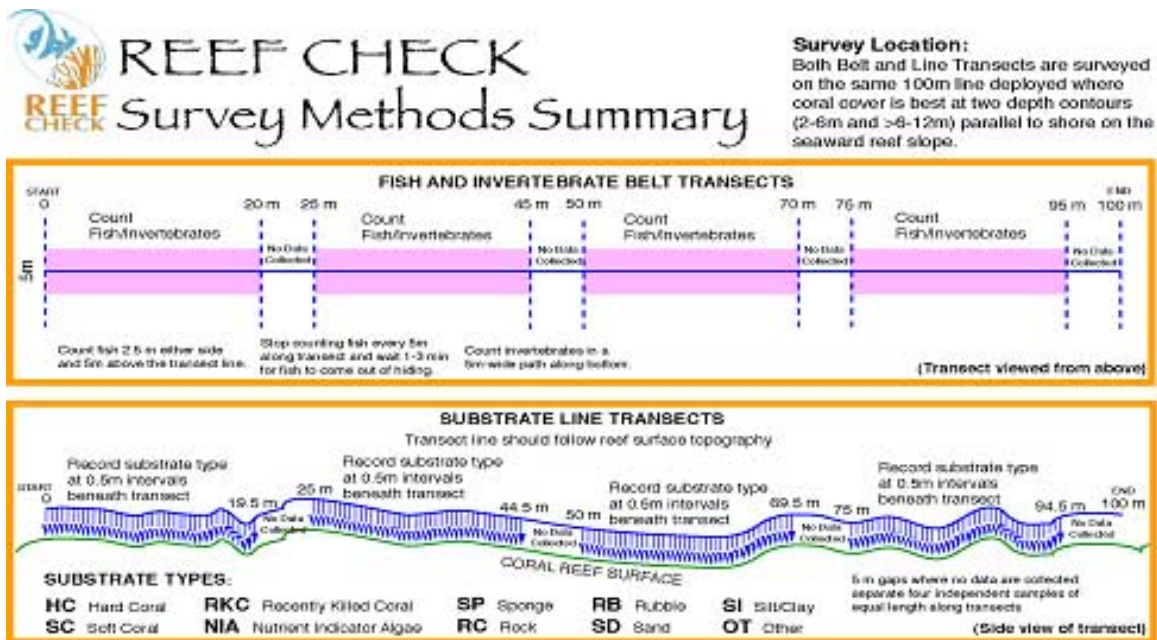 REEF CHECK
Survey Methods Summary
REEF
CHECK
Survey Location:
Both Belt and Line Transects are surveyed
on the same 100m line deployed where
coral cover is best at two depth contours
(2-6m and >6-12m) parallel to shore on the
seaward reef slope.
FISH AND INVERTEBRATE BELT TRANSECTS
START
0
20 m 25 m
45 m 50 m
70 m 75 m
95 m
END
100 m
Count
Fish/Invertebrates
No Data
Collected
Count
Fish/Invertebrates
No Data
Collected
Count
Fish/Invertebrates
No Data
Collected
Count
Fish/Invertebrates
No Data
Collected
5m
Count fish 2.5 m either side
and 5m above the transect line.
Stop counting fish every 5m
along transect and wait 1-3 min
for fish to come out of hiding.
Count invertebrates in a
5m-wide path along bottom.
(Transect viewed from above)
SUBSTRATE LINE TRANSECTS
Transect line should follow reef surface topography
START
0
Record substrate type
at 0.5m intervals
beneath transect
19.5 m
No Data
Collected
25 m
Record substrate type
at 0.5m intervals
beneath transect
44.5 m
No Data
Collected
50 m
Record substrate type
at 0.5m intervals
beneath transect
69.5 m
No Data
Collected
75 m
Record substrate type
at 0.5m intervals
beneath transect
94.5 m
No Data
Collected
END
100 m
CORAL REEF SURFACE
SUBSTRATE TYPES:
HC Hard Coral RKC Recently Killed Coral SP Sponge RB Rubble SI Silt/Clay
SC Soft Coral NIA Nutrient Indicator Algae RC Rock SD Sand OT Other
5 m gaps where no data are collected
separate four independent samples of
equal length along transects
(Side view of transect)